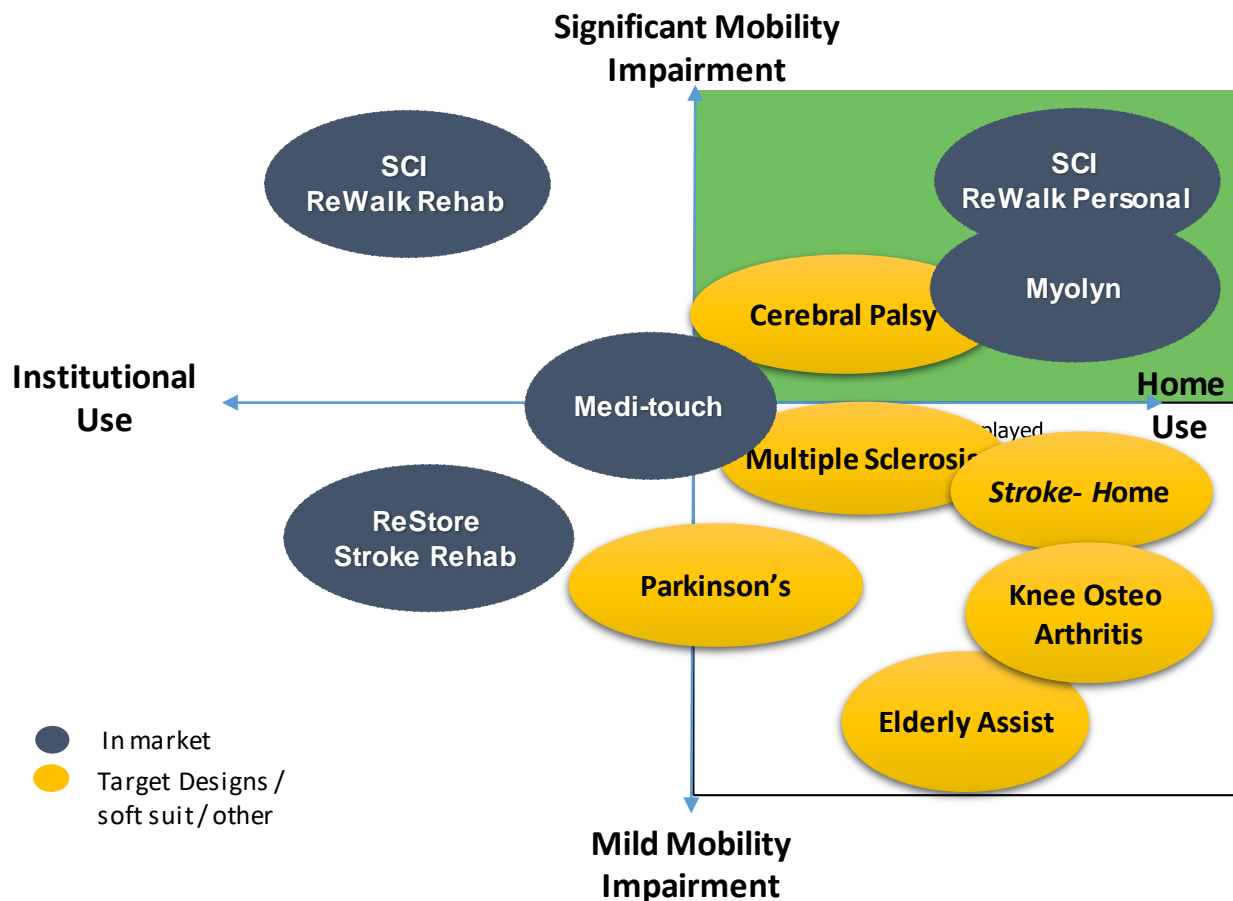 Significant Mobility
Impairment
SCI
ReWalk Rehab
SCI
ReWalk Personal
Myolyn
Cerebral Palsy
Institutional
Use
Medi-touch
Home
Use
played
Multiple Sclerosis
Stroke- Home
ReStore
Stroke Rehab
Parkinson's
Knee Osteo
Arthritis
Elderly Assist
In market
Target Designs /
soft suit / other
Mild Mobility
Impairment